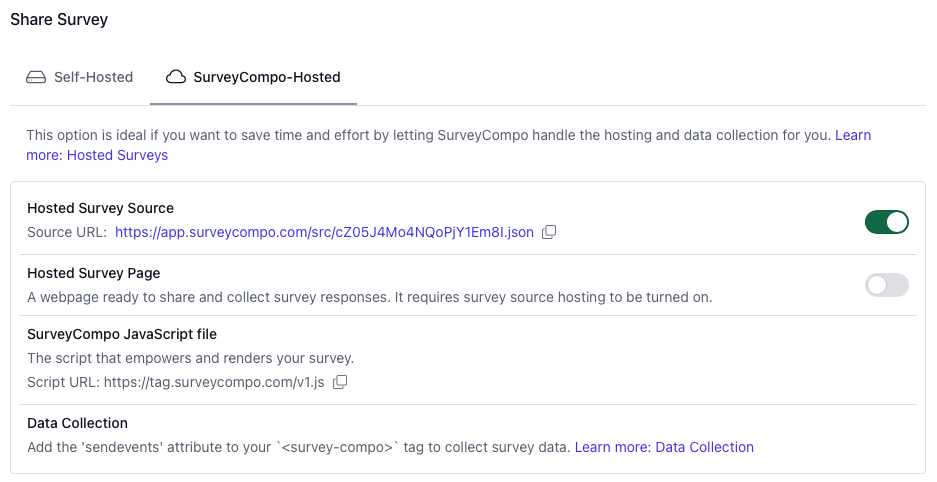 Share Survey
Self-Hosted
SurveyCompo-Hosted
This option is ideal if you want to save time and effort by letting SurveyCompo handle the hosting and data collection for you. Learn
more: Hosted Surveys
Hosted Survey Source
Source URL: https://app.surveycompo.com/src/cZ05J4Mo4NQoPjY1Em8I.json
Hosted Survey Page
A webpage ready to share and collect survey responses. It requires survey source hosting to be turned on.
SurveyCompo JavaScript file
The script that empowers and renders your survey.
Script URL: https://tag.surveycompo.com/v1.js
Data Collection
Add the 'sendevents' attribute to your `<survey-compo>` tag to collect survey data. Learn more: Data Collection